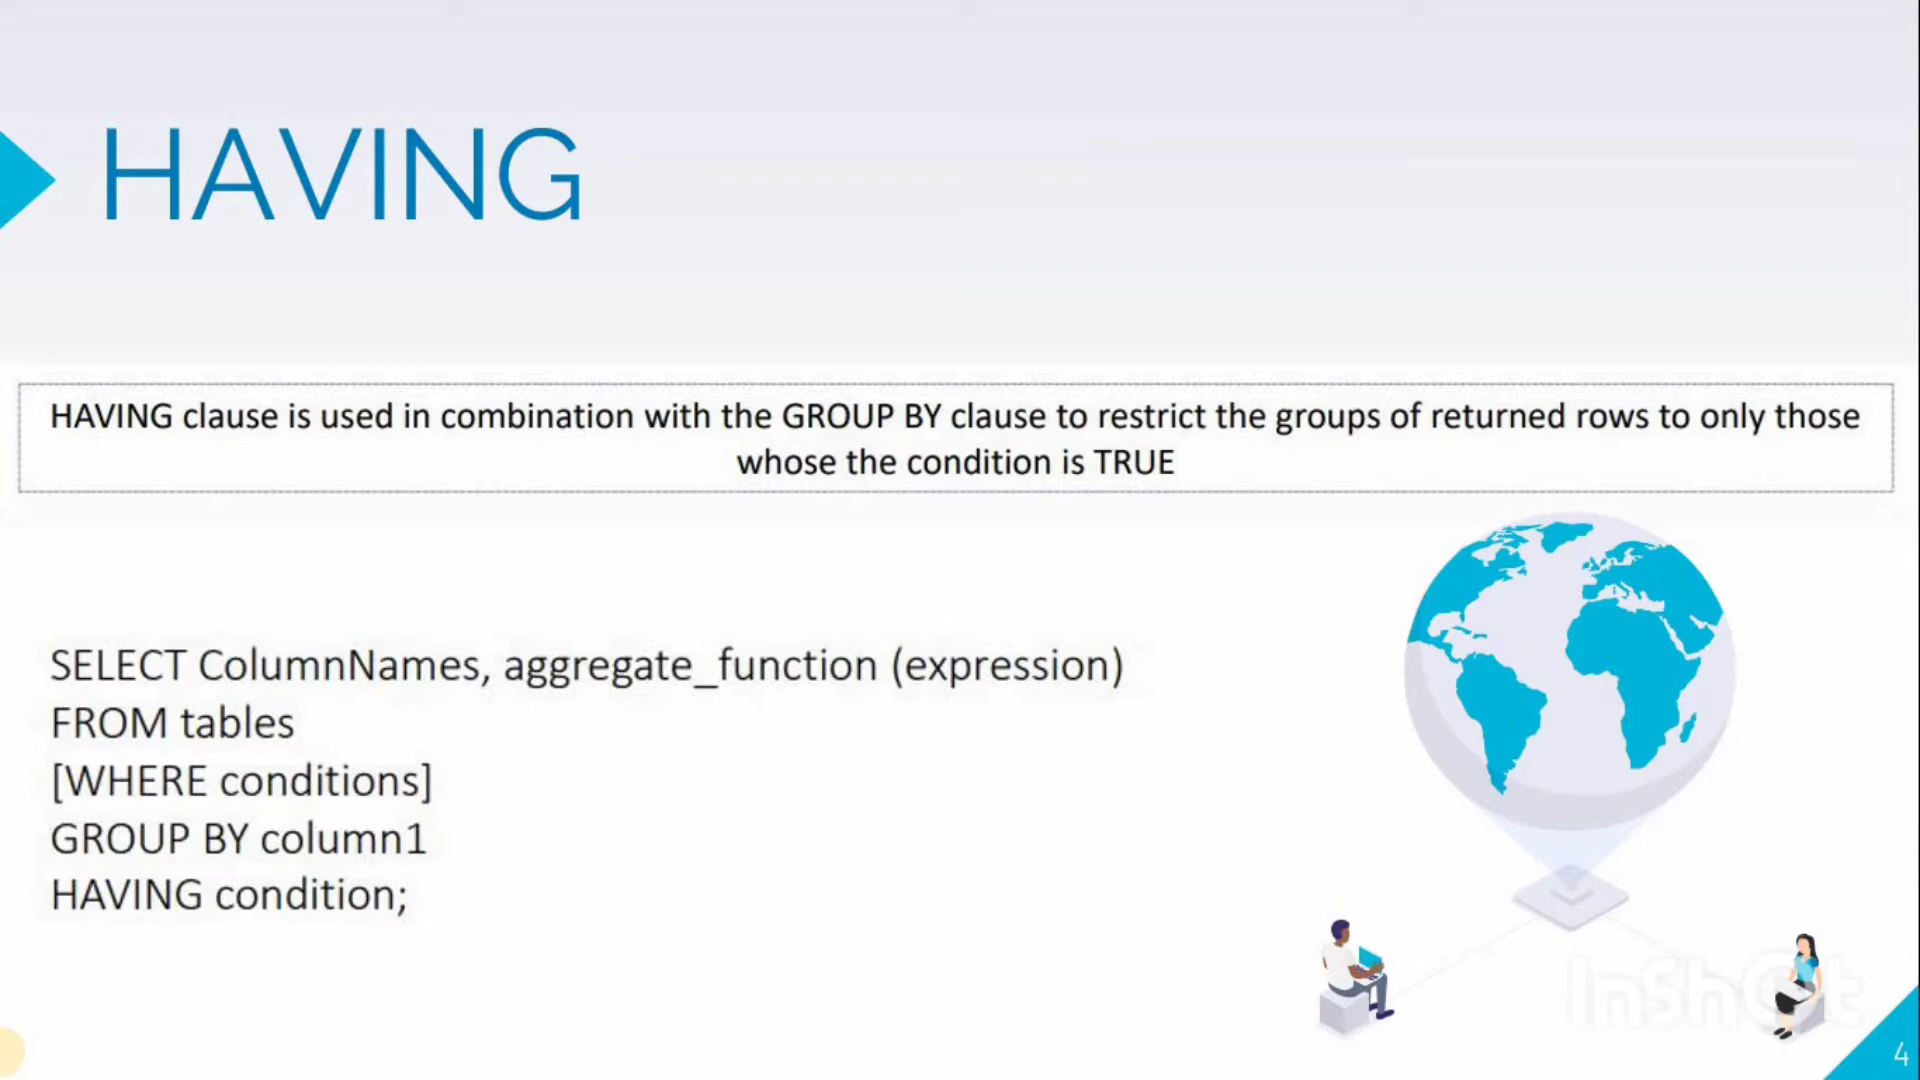 HAVING
HAVING clause is used in combination with the GROUP BY clause to restrict the groups of returned rows to only those
whose the condition is TRUE
SELECT ColumnNames, aggregate_function (expression)
FROM tables
[WHERE conditions]
GROUP BY column1
HAVING condition;
InShOt
4